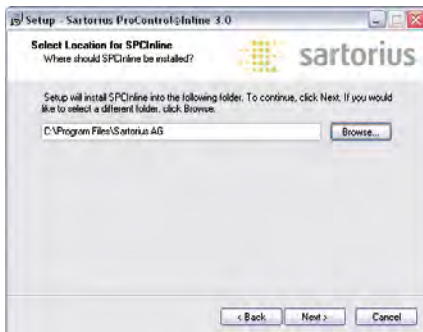 Setup - Sartorius ProControl@Inline 3.0
Select Location for SPCInline
Where should SPCInline be installed?
sartorius
Setup will install SPCInline into the following folder. To continue, click Next. If you would
like to select a different folder, click Browse.
C:\Program Files\Sartorius AG
Browse...
< Back
Next >
Cancel